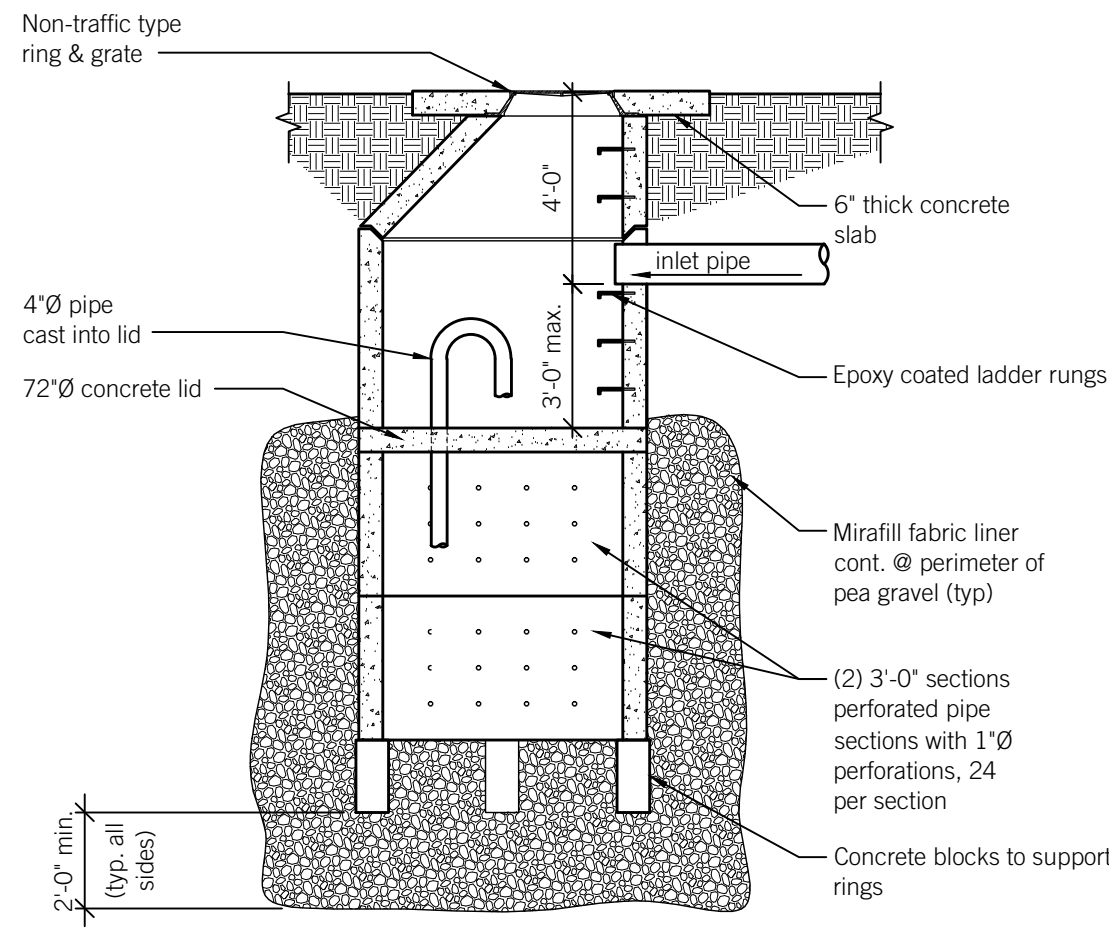 Non-traffic type
ring & grate
4'-0"
6" thick concrete
slab
inlet pipe
4"Ø pipe
cast into lid
3'-0" max.
Epoxy coated ladder rungs
72"Ø concrete lid
Mirafill fabric liner
cont. @ perimeter of
pea gravel (typ)
(2) 3'-0" sections
perforated pipe
sections with 1"Ø
perforations, 24
per section
2'-0" min.
(typ. all
sides)
Concrete blocks to support
rings